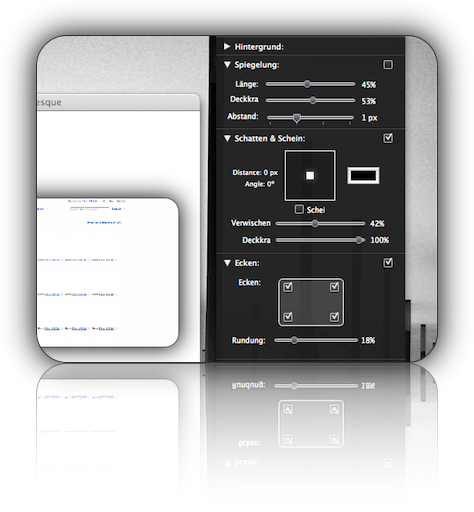 Hintergrund:
esque
Spiegelung:
Länge: 45%
Deckkra 53%
Abstand: 1 px
Schatten & Schein:
Distance: 0 px
Angle: 0°
Schei
Verwischen 42%
Deckkra 100%
Ecken:
Ecken:
Rundung: 18%